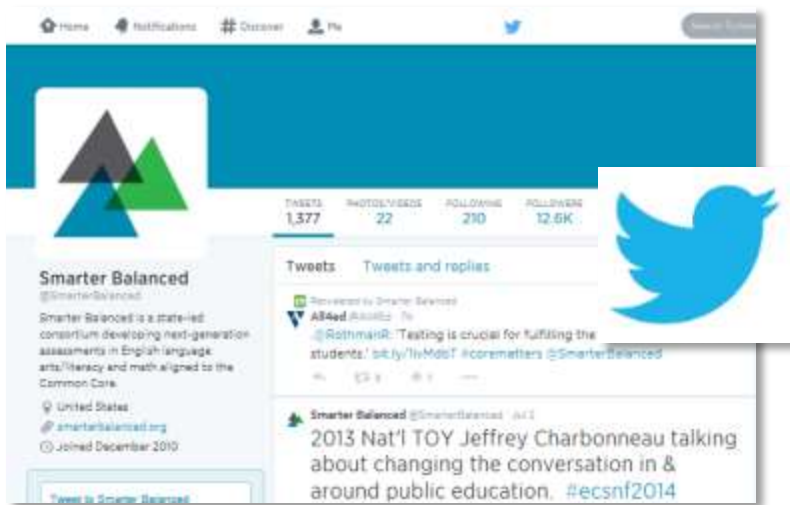 Home Notifications # Discover Me
TWEETS PHOTOS/VIDEOS FOLLOWING FOLLOWERS
1,377 22 210 12.6K
Smarter Balanced
@SmarterBalanced
Smarter Balanced is a state-led
consortium developing next-generation
assessments in English language
arts/literacy and math aligned to the
Common Core.
United States
smarterbalanced.org
Joined December 2010
Tweet to Smarter Balanced
Tweets Tweets and replies
Retweeted by Smarter Balanced
All4ed
.@RothmanR: 'Testing is crucial for fulfilling the
students.' #corematters @SmarterBalanced
Smarter Balanced @SmarterBalanced
2013 Nat'l TOY Jeffrey Charbonneau talking
about changing the conversation in &
around public education. #ecsnf2014